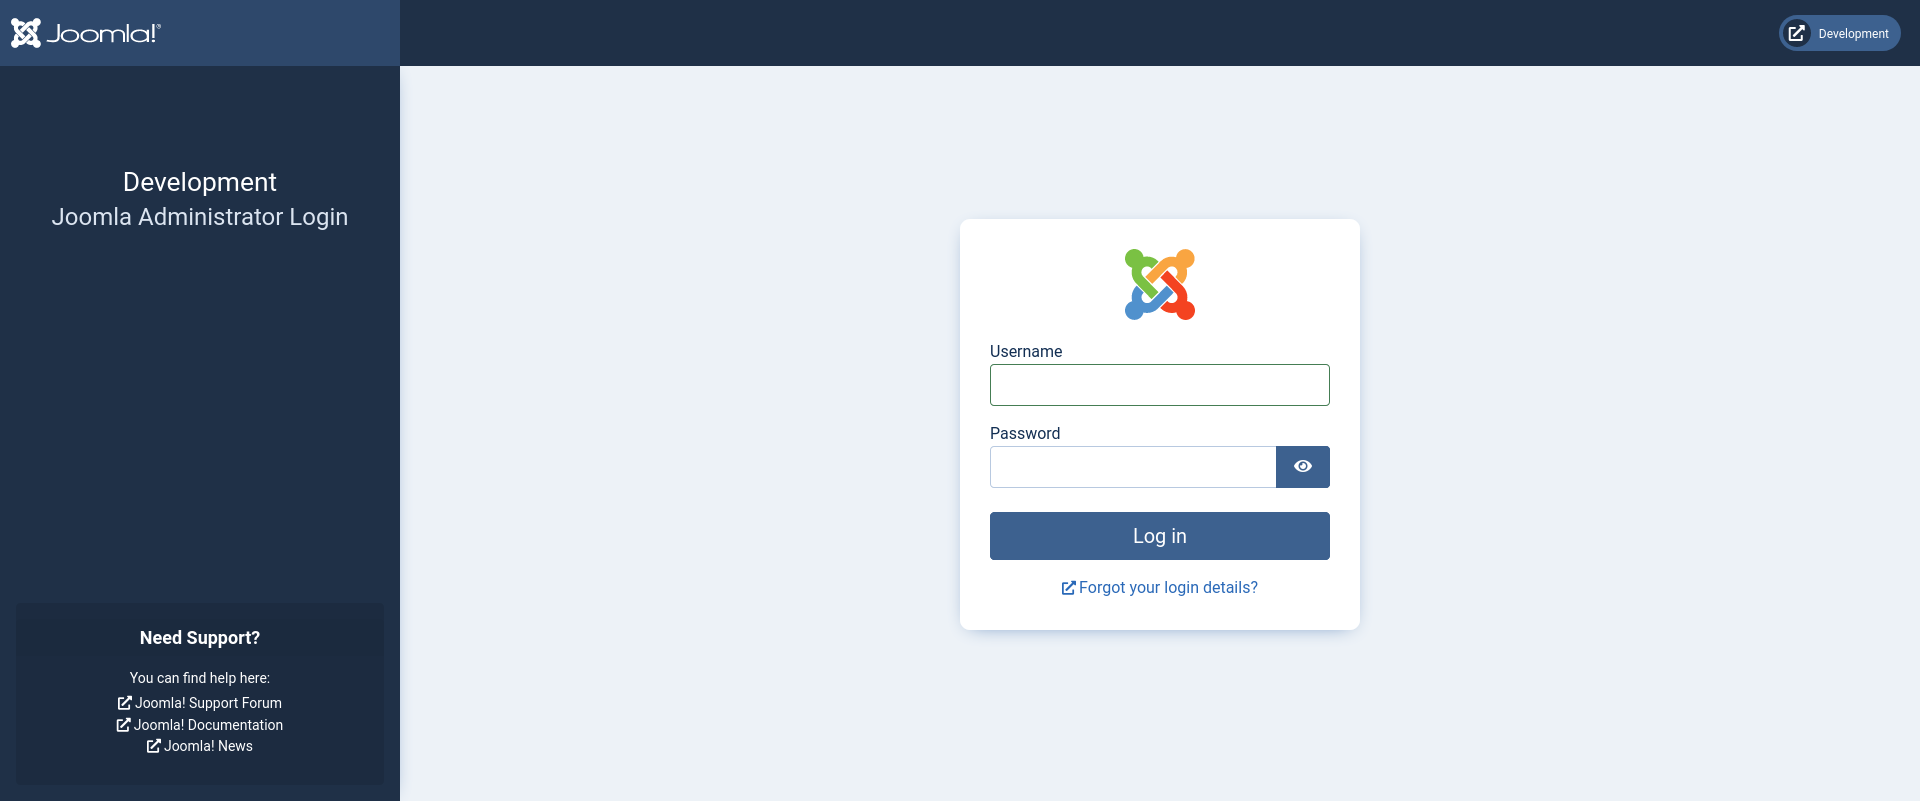 Joomla!®
Development
Development
Joomla Administrator Login
Username
Password
Log in
Forgot your login details?
Need Support?
You can find help here:
Joomla! Support Forum
Joomla! Documentation
Joomla! News